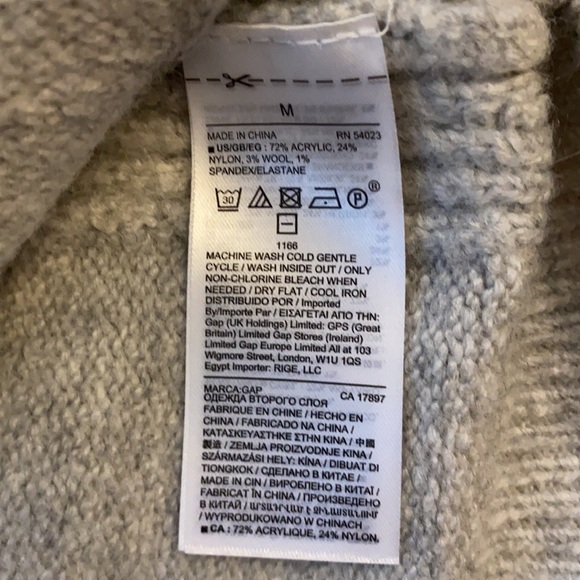 M
MADE IN CHINA RN 54023
■ US/GB/EG : 72% ACRYLIC, 24%
NYLON, 3% WOOL, 1%
SPANDEX/ELASTANE
30 P ®
1166
MACHINE WASH COLD GENTLE
CYCLE / WASH INSIDE OUT / ONLY
NON-CHLORINE BLEACH WHEN
NEEDED / DRY FLAT / COOL IRON
DISTRIBUIDO POR / Imported
By/Importe Par / ΕΙΣΑΓΕΤΑΙ ΑΠΟ ΤΗΝ:
Gap (UK Holdings) Limited: GPS (Great
Britain) Limited Gap Stores (Ireland)
Limited Gap Europe Limited All at 103
Wigmore Street, London, W1U 1QS
Egypt Importer: RIGE, LLC
MARCA:GAP CA 17897
ОДЕЖДА ВТОРОГО СЛОЯ
FABRIQUE EN CHINE / HECHO EN
CHINA / FABRICADO NA CHINA /
ΚΑΤΑΣΚΕΥΑΣΤΗΚΕ ΣΤΗΝ ΚΙΝΑ / 中國
製造 / ZEMLJA PROIZVODNJE KINA /
SZÁRMAZÁSI HELY: KÍNA / DIBUAT DI
TIONGKOK / СДЕЛАНО В КИТАЕ /
MADE IN CIN / ВИРОБЛЕНО В КИТАЇ /
FABRICAT ÎN CHINA / ПРОИЗВЕДЕНО
В КИТАЙ / ԱՐՏԱԴՐՎԱԾ Է ՉԻՆԱՍՏԱՆՈՒՄ
/ WYPRODUKOWANO W CHINACH
■ CA : 72% ACRYLIQUE, 24% NYLON,